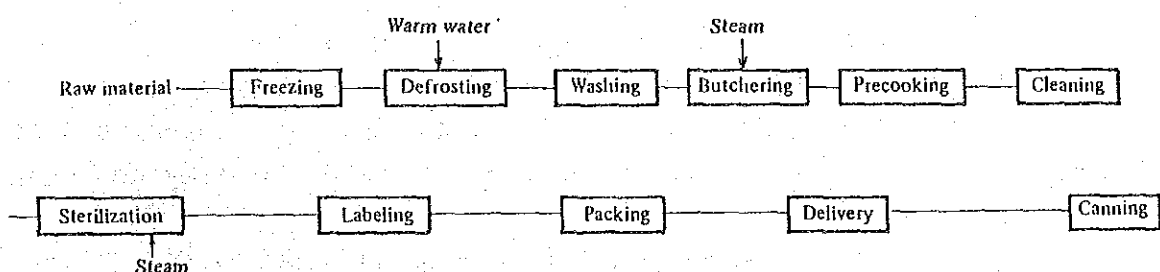 Warm water
Steam
Raw material
Freezing
Defrosting
Washing
Butchering
Precooking
Cleaning
Sterilization
Labeling
Packing
Delivery
Canning
Steam